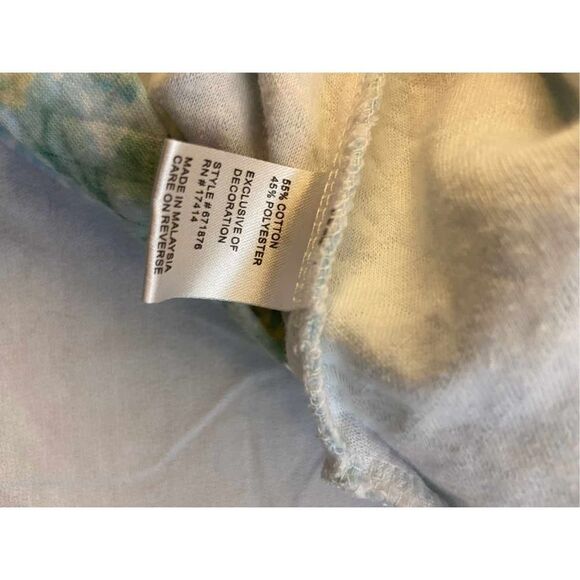 55% COTTON
45% POLYESTER
EXCLUSIVE OF
DECORATION
STYLE# 671876
RN# 17414
MADE IN MALAYSIA
CARE ON REVERSE